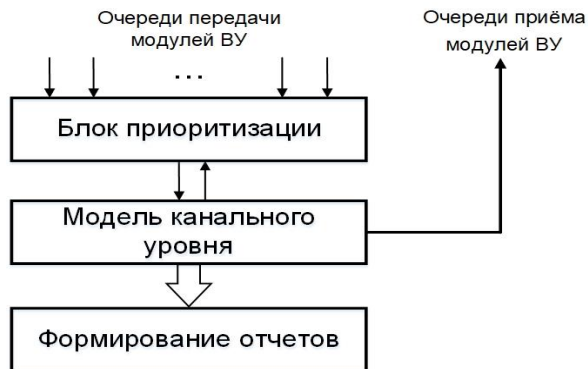 Очереди передачи
модулей ВУ
Очереди приёма
модулей ВУ
...
Блок приоритизации
Модель канального
уровня
Формирование отчетов